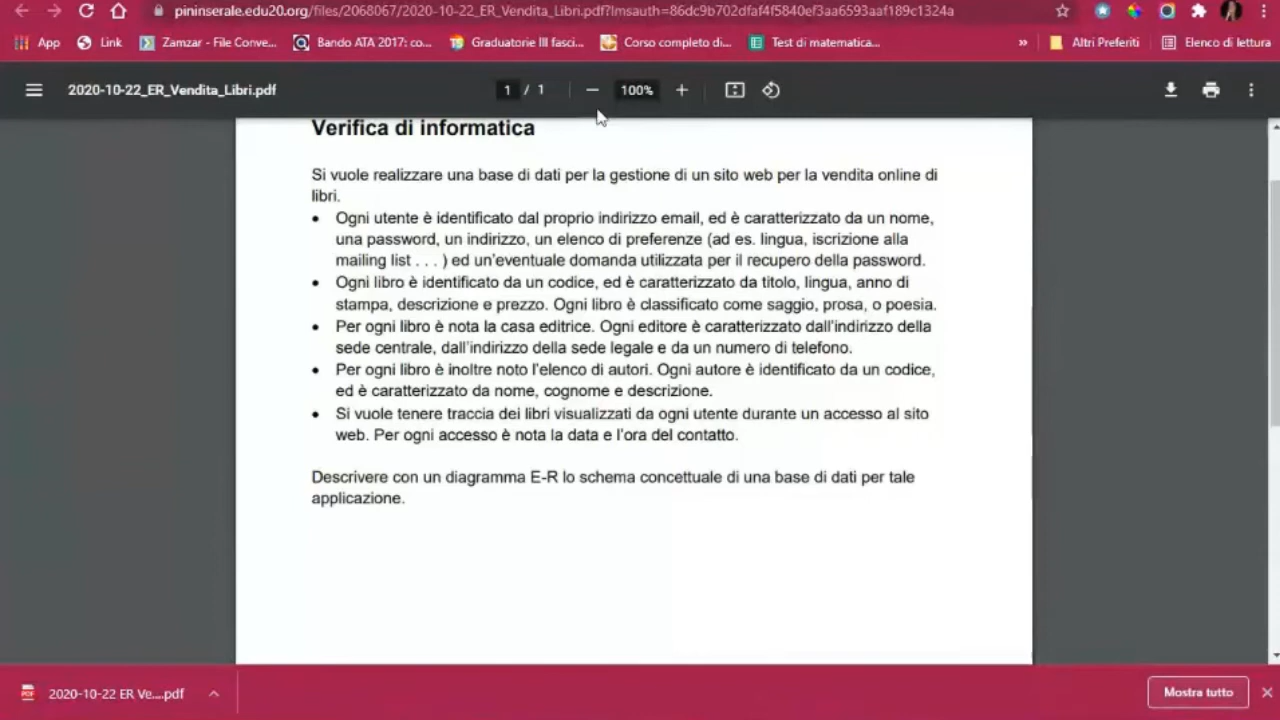 pininserale.edu20.org/files/2068067/2020-10-22_ER_Vendita_Libri.pdf?lmsauth=86dc9b702dfaf4f5840ef3aa6593aaf189c1324a
App Link Zamzar - File Conve... Bando ATA 2017: co... Graduatorie III fasci... Corso completo di... Test di matematica... » Altri Preferiti Elenco di lettura
2020-10-22_ER_Vendita_Libri.pdf 1 / 1 — 100% +
Verifica di informatica
Si vuole realizzare una base di dati per la gestione di un sito web per la vendita online di
libri.
• Ogni utente è identificato dal proprio indirizzo email, ed è caratterizzato da un nome,
una password, un indirizzo, un elenco di preferenze (ad es. lingua, iscrizione alla
mailing list . . . ) ed un'eventuale domanda utilizzata per il recupero della password.
• Ogni libro è identificato da un codice, ed è caratterizzato da titolo, lingua, anno di
stampa, descrizione e prezzo. Ogni libro è classificato come saggio, prosa, o poesia.
• Per ogni libro è nota la casa editrice. Ogni editore è caratterizzato dall'indirizzo della
sede centrale, dall'indirizzo della sede legale e da un numero di telefono.
• Per ogni libro è inoltre noto l'elenco di autori. Ogni autore è identificato da un codice,
ed è caratterizzato da nome, cognome e descrizione.
• Si vuole tenere traccia dei libri visualizzati da ogni utente durante un accesso al sito
web. Per ogni accesso è nota la data e l'ora del contatto.
Descrivere con un diagramma E-R lo schema concettuale di una base di dati per tale
applicazione.
2020-10-22 ER Ve....pdf Mostra tutto